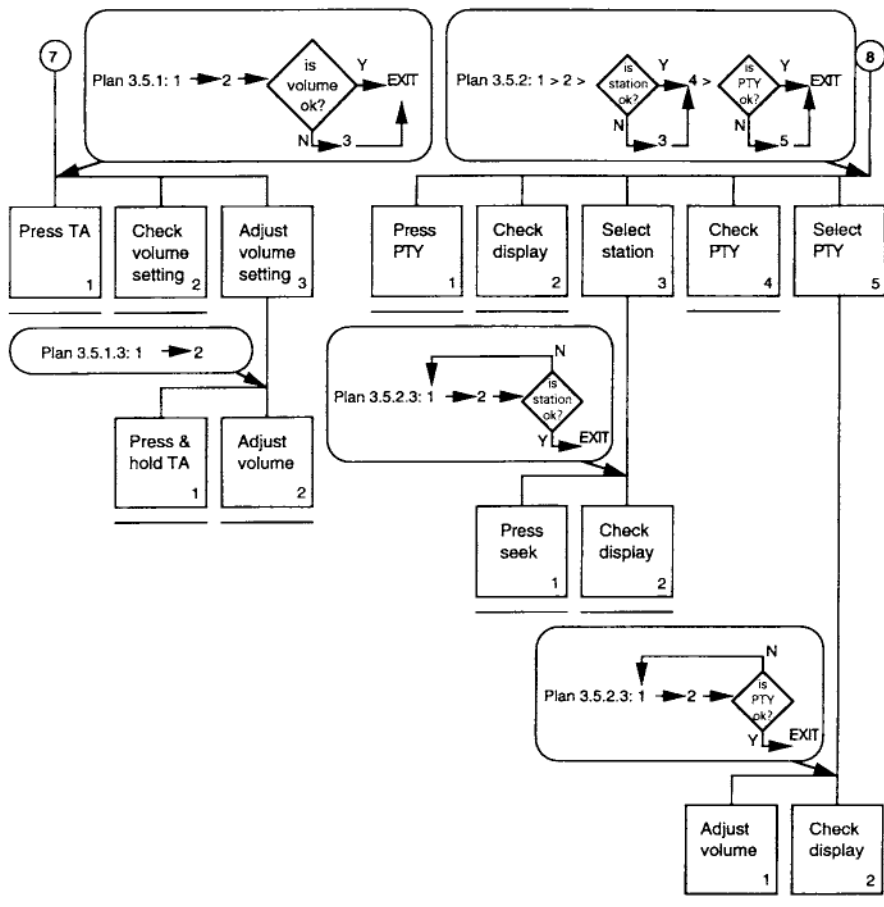 7
Plan 3.5.1: 1 2 is volume ok? Y EXIT
N 3
Plan 3.5.2: 1 > 2 > is station ok? Y 4 > is PTY ok? Y EXIT
N 3 N 5
8
Press TA
1
Check volume setting
2
Adjust volume setting
3
Press PTY
1
Check display
2
Select station
3
Check PTY
4
Select PTY
5
Plan 3.5.1.3: 1 2
Press & hold TA
1
Adjust volume
2
N
Plan 3.5.2.3: 1 2 is station ok?
Y EXIT
Press seek
1
Check display
2
N
Plan 3.5.2.3: 1 2 is PTY ok?
Y EXIT
Adjust volume
1
Check display
2